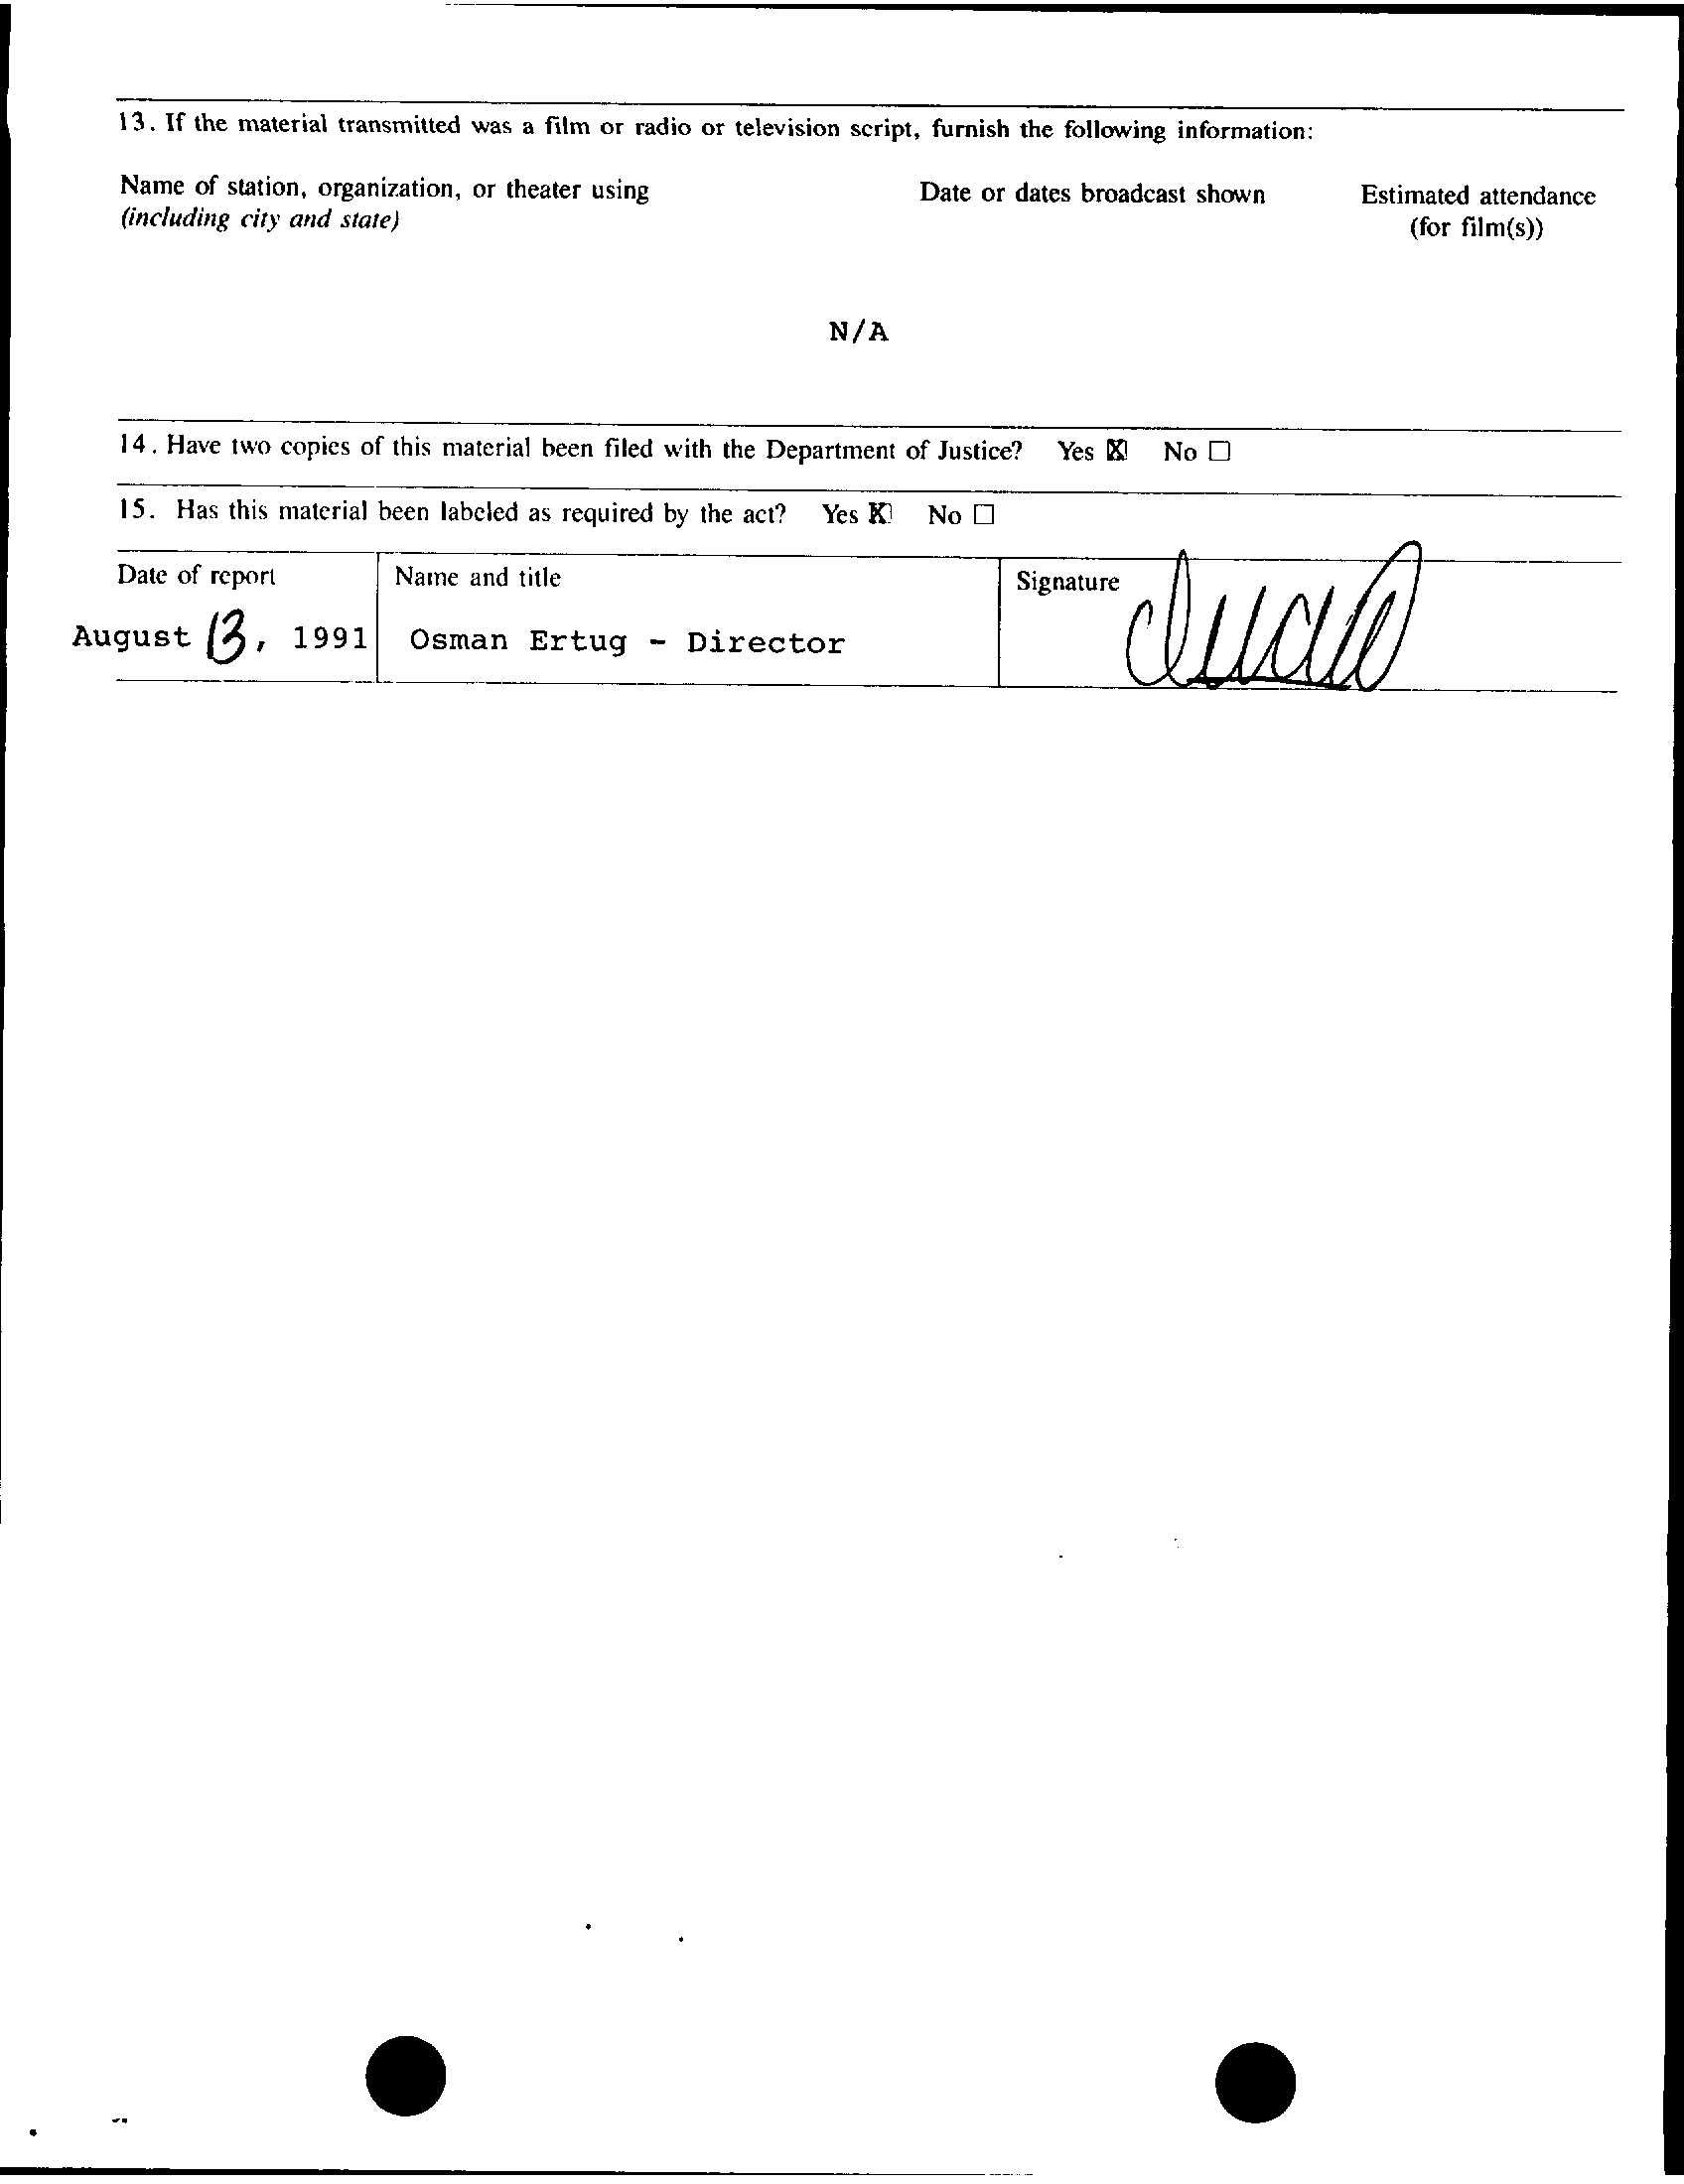 13. If the material transmitted was a film or radio or television script, furnish the following information:
Name of station, organization, or theater using Date or dates broadcast shown Estimated attendance
(including city and state) (for film(s))
N/A
14. Have two copies of this material been filed with the Department of Justice? Yes ☒ No ☐
15. Has this material been labeled as required by the act? Yes ☒ No ☐
Date of report Name and title Signature
August 13, 1991 Osman Ertug - Director